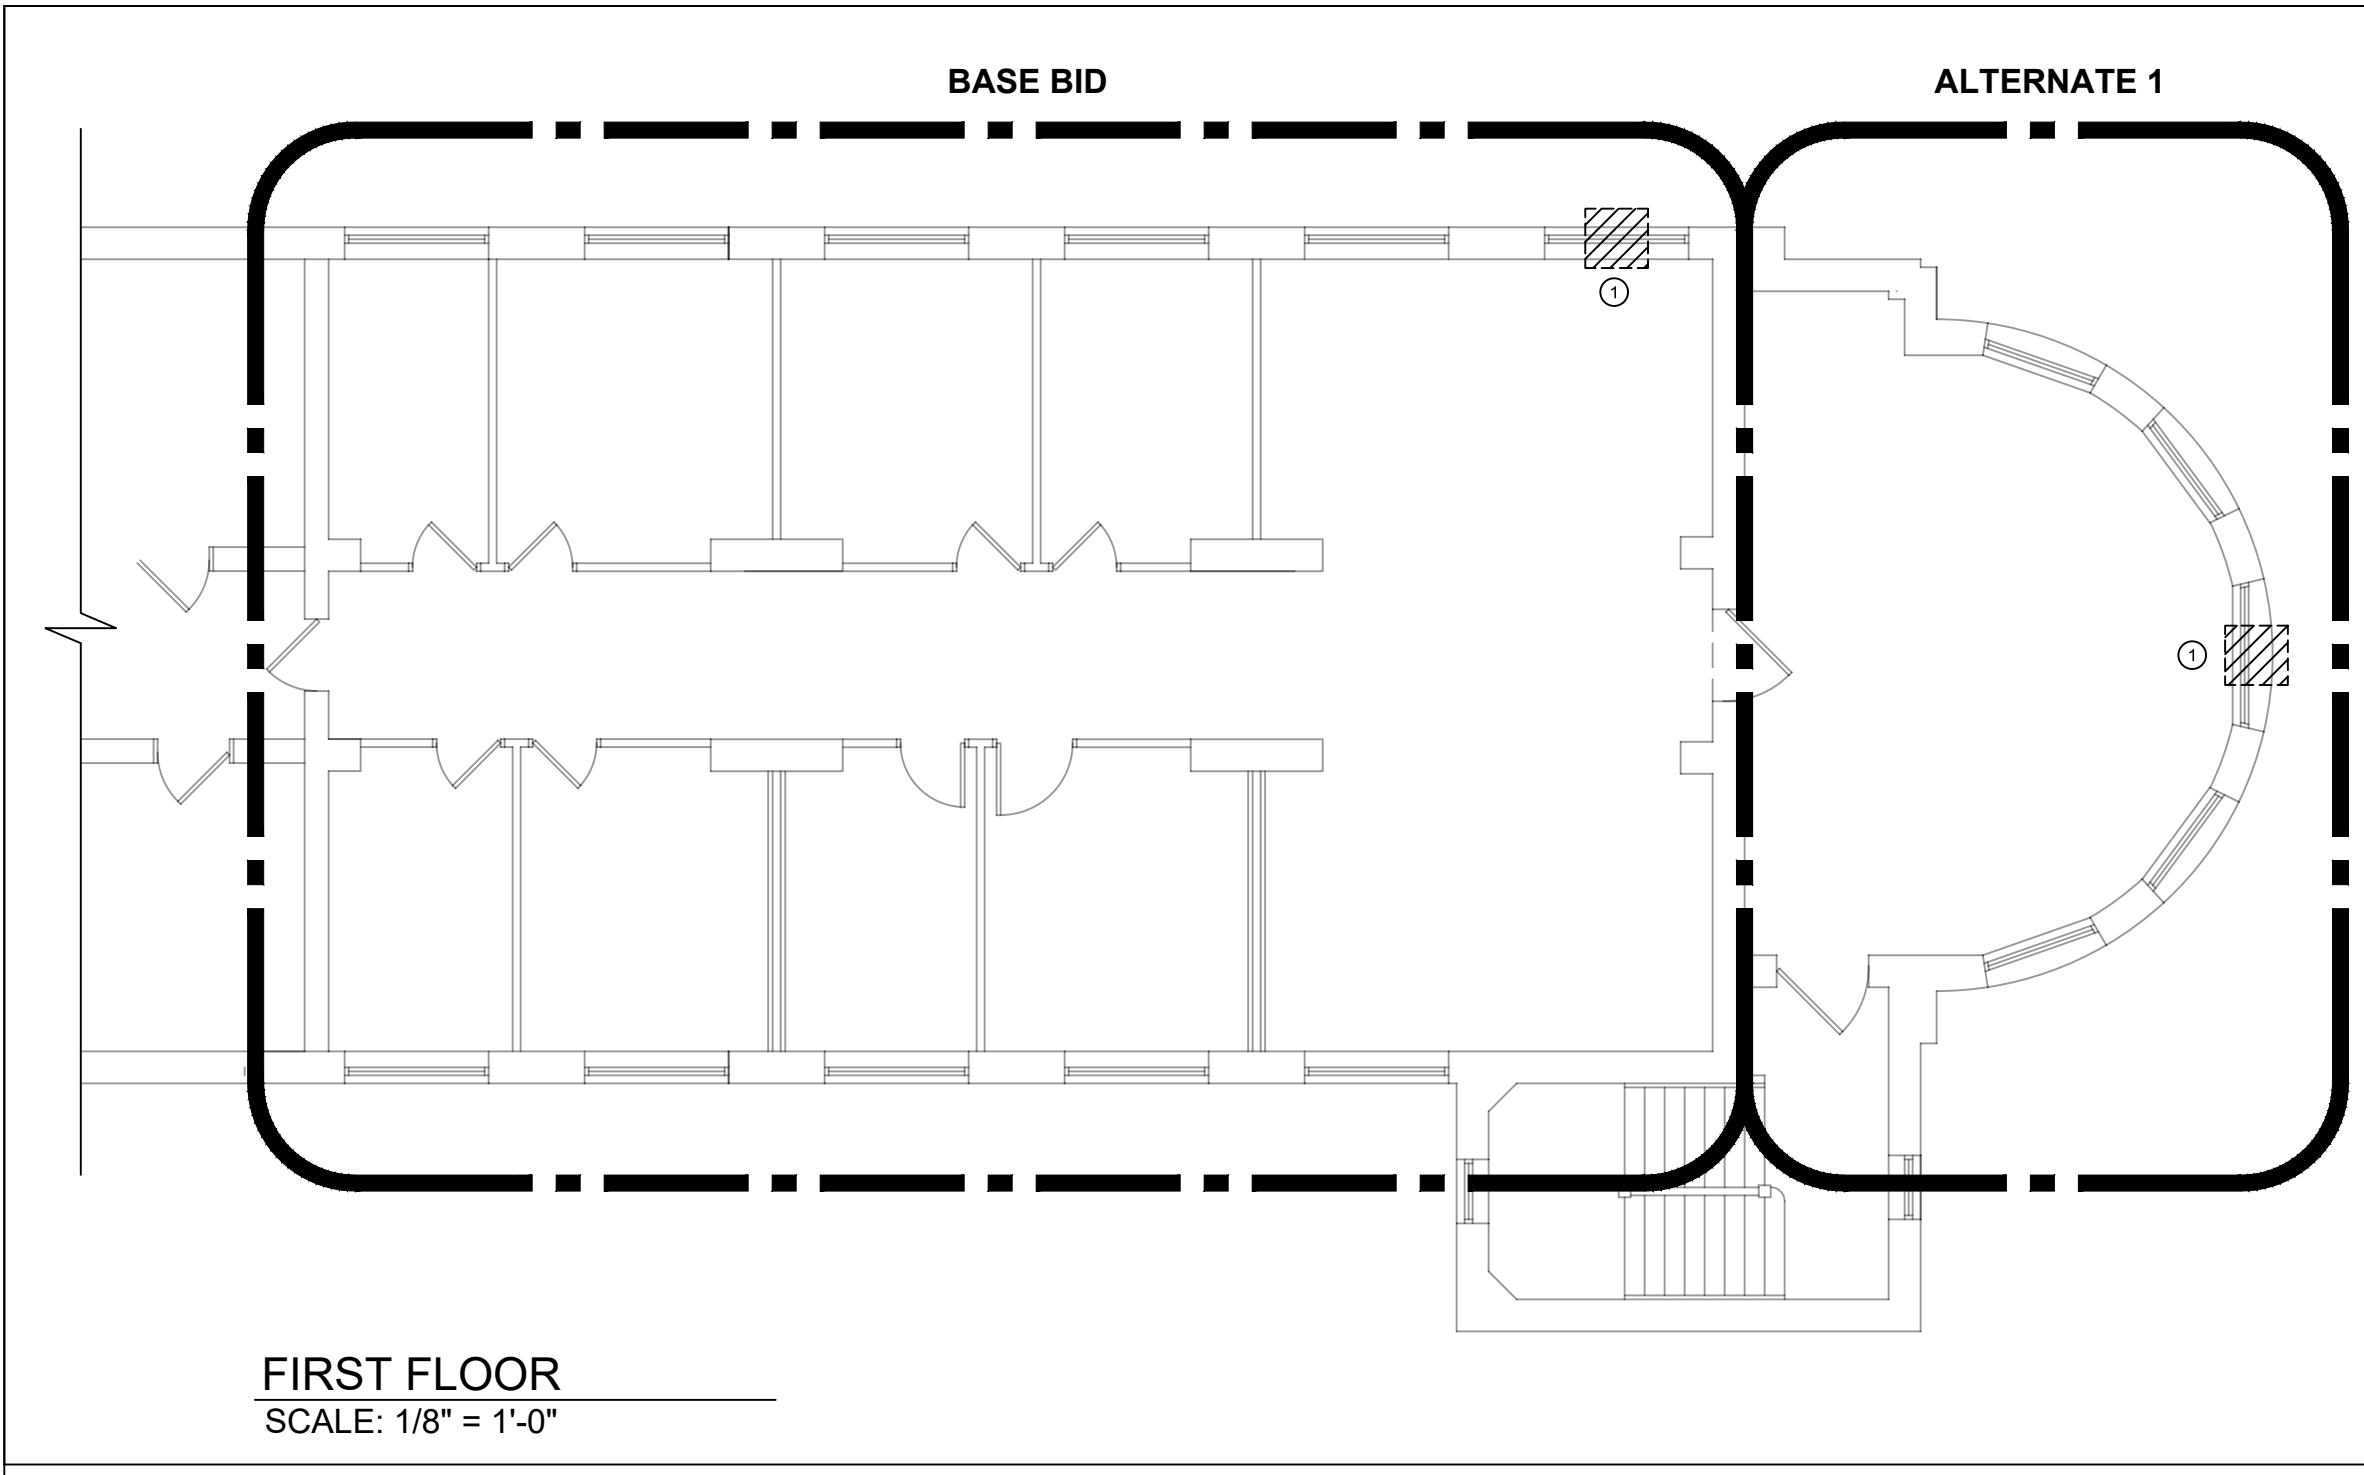 BASE BID
ALTERNATE 1
1
1
FIRST FLOOR
SCALE: 1/8" = 1'-0"